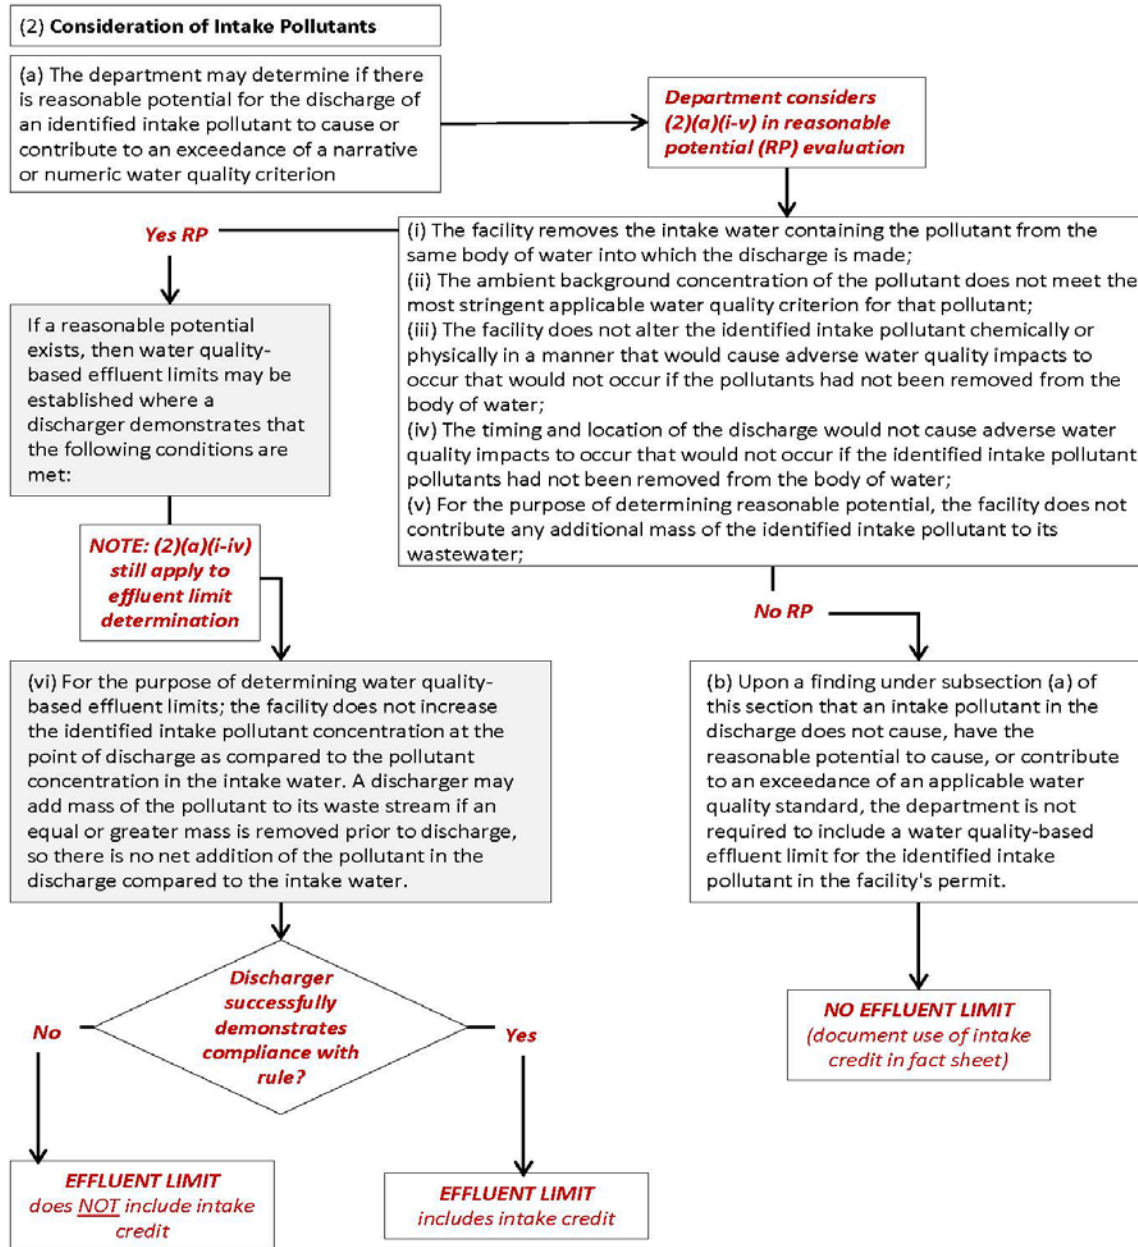 (2) Consideration of Intake Pollutants
(a) The department may determine if there
is reasonable potential for the discharge of
an identified intake pollutant to cause or
contribute to an exceedance of a narrative
or numeric water quality criterion
Department considers
(2)(a)(i-v) in reasonable
potential (RP) evaluation
Yes RP
(i) The facility removes the intake water containing the pollutant from the
same body of water into which the discharge is made;
(ii) The ambient background concentration of the pollutant does not meet the
most stringent applicable water quality criterion for that pollutant;
(iii) The facility does not alter the identified intake pollutant chemically or
physically in a manner that would cause adverse water quality impacts to
occur that would not occur if the pollutants had not been removed from the
body of water;
(iv) The timing and location of the discharge would not cause adverse water
quality impacts to occur that would not occur if the identified intake pollutant
pollutants had not been removed from the body of water;
(v) For the purpose of determining reasonable potential, the facility does not
contribute any additional mass of the identified intake pollutant to its
wastewater;
If a reasonable potential
exists, then water quality-
based effluent limits may be
established where a
discharger demonstrates that
the following conditions are
met:
NOTE: (2)(a)(i-iv)
still apply to
effluent limit
determination
No RP
(vi) For the purpose of determining water quality-
based effluent limits; the facility does not increase
the identified intake pollutant concentration at the
point of discharge as compared to the pollutant
concentration in the intake water. A discharger may
add mass of the pollutant to its waste stream if an
equal or greater mass is removed prior to discharge,
so there is no net addition of the pollutant in the
discharge compared to the intake water.
(b) Upon a finding under subsection (a) of
this section that an intake pollutant in the
discharge does not cause, have the
reasonable potential to cause, or contribute
to an exceedance of an applicable water
quality standard, the department is not
required to include a water quality-based
effluent limit for the identified intake
pollutant in the facility's permit.
Discharger
successfully
demonstrates
compliance with
rule?
No
Yes
NO EFFLUENT LIMIT
(document use of intake
credit in fact sheet)
EFFLUENT LIMIT
does NOT include intake
credit
EFFLUENT LIMIT
includes intake credit